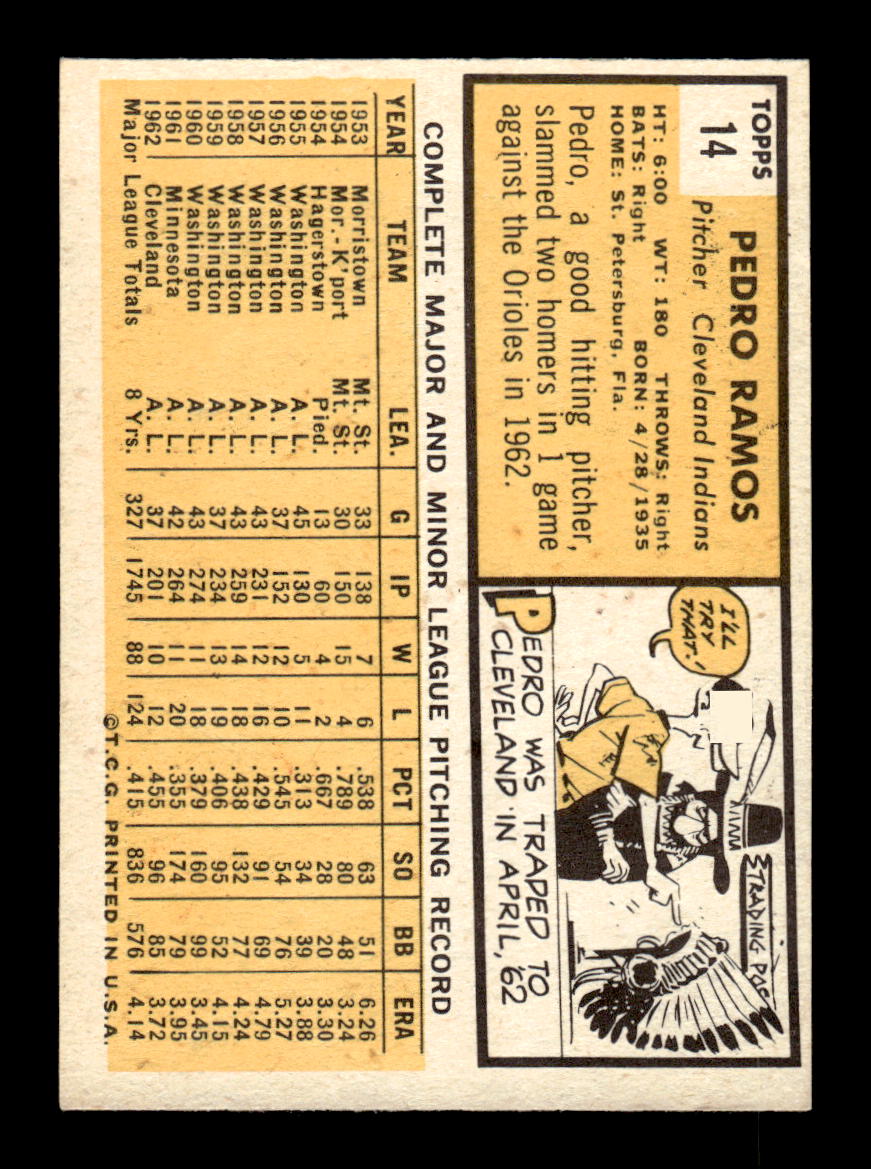 TOPPS
14
PEDRO RAMOS
Pitcher Cleveland Indians
HT: 6:00 WT: 180 THROWS: Right
BATS: Right BORN: 4/28/1935
HOME: St. Petersburg, Fla.
Pedro, a good hitting pitcher,
slammed two homers in 1 game
against the Orioles in 1962.
I'LL
TRY
THAT!
TRADING POS
PEDRO WAS TRADED TO
CLEVELAND IN APRIL, '62
COMPLETE MAJOR AND MINOR LEAGUE PITCHING RECORD
YEAR TEAM LEA. G IP W L PCT SO BB ERA
1953 Morristown Mt. St. 33 138 7 6 .538 63 51 6.26
1954 Mor.-K'port Mt. St. 30 150 15 4 .789 80 48 3.24
1954 Hagerstown Pied. 13 60 4 2 .667 28 20 3.30
1955 Washington A. L. 45 130 5 11 .313 34 39 3.88
1956 Washington A. L. 37 152 12 10 .545 54 76 5.27
1957 Washington A. L. 43 231 12 16 .429 91 69 4.79
1958 Washington A. L. 43 259 14 18 .438 132 77 4.24
1959 Washington A. L. 37 234 13 19 .406 95 52 4.15
1960 Washington A. L. 43 274 11 18 .379 160 99 3.45
1961 Minnesota A. L. 42 264 11 20 .355 174 79 3.95
1962 Cleveland A. L. 37 201 10 12 .455 96 85 3.72
Major League Totals 8 Yrs. 327 1745 88 124 .415 836 576 4.14
©T.C.G. PRINTED IN U.S.A.